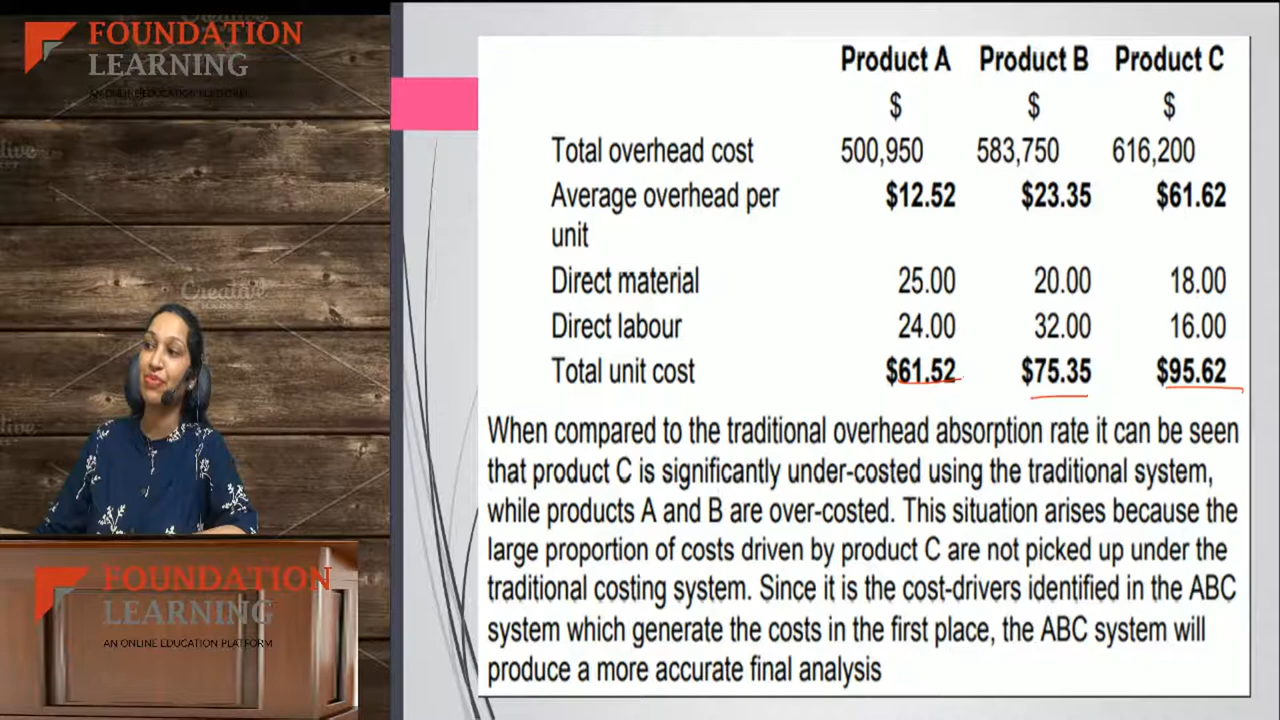 FOUNDATION
LEARNING
Creative
Product A Product B Product C
$ $ $
Total overhead cost 500,950 583,750 616,200
Average overhead per $12.52 $23.35 $61.62
unit
Direct material 25.00 20.00 18.00
Direct labour 24.00 32.00 16.00
Total unit cost $61.52 $75.35 $95.62
When compared to the traditional overhead absorption rate it can be seen
that product C is significantly under-costed using the traditional system,
while products A and B are over-costed. This situation arises because the
large proportion of costs driven by product C are not picked up under the
traditional costing system. Since it is the cost-drivers identified in the ABC
system which generate the costs in the first place, the ABC system will
produce a more accurate final analysis
FOUNDATION
LEARNING
AN ONLINE EDUCATION PLATFORM